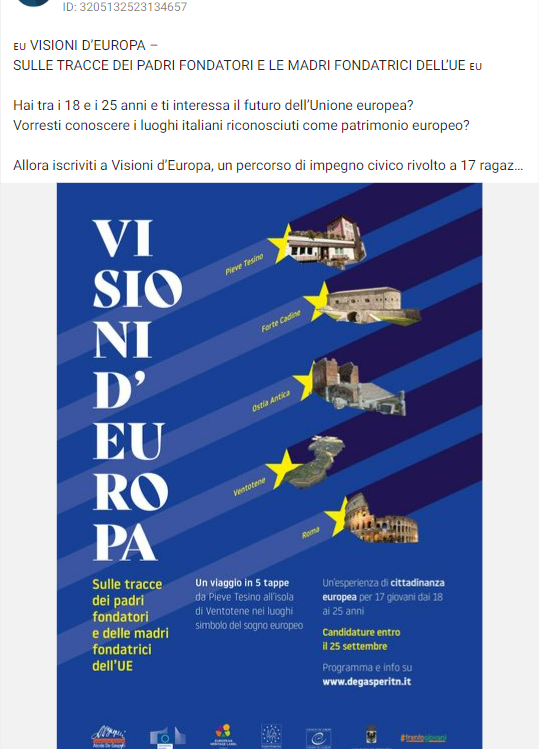 ID: 3205132523134657
EU VISIONI D'EUROPA –
SULLE TRACCE DEI PADRI FONDATORI E LE MADRI FONDATRICI DELL'UE EU
Hai tra i 18 e i 25 anni e ti interessa il futuro dell'Unione europea?
Vorresti conoscere i luoghi italiani riconosciuti come patrimonio europeo?
Allora iscriviti a Visioni d'Europa, un percorso di impegno civico rivolto a 17 ragaz...
VI
SIO
NI
D'
EU
RO
PA
Pieve Tesino
Forte Cadine
Ostia Antica
Ventotene
Roma
Sulle tracce
dei padri
fondatori
e delle madri
fondatrici
dell'UE
Un viaggio in 5 tappe
da Pieve Tesino all'isola
di Ventotene nei luoghi
simbolo del sogno europeo
Un'esperienza di cittadinanza
europea per 17 giovani dai 18
ai 25 anni
Candidature entro
il 25 settembre
Programma e info su
www.degasperitn.it
#trentogiovani